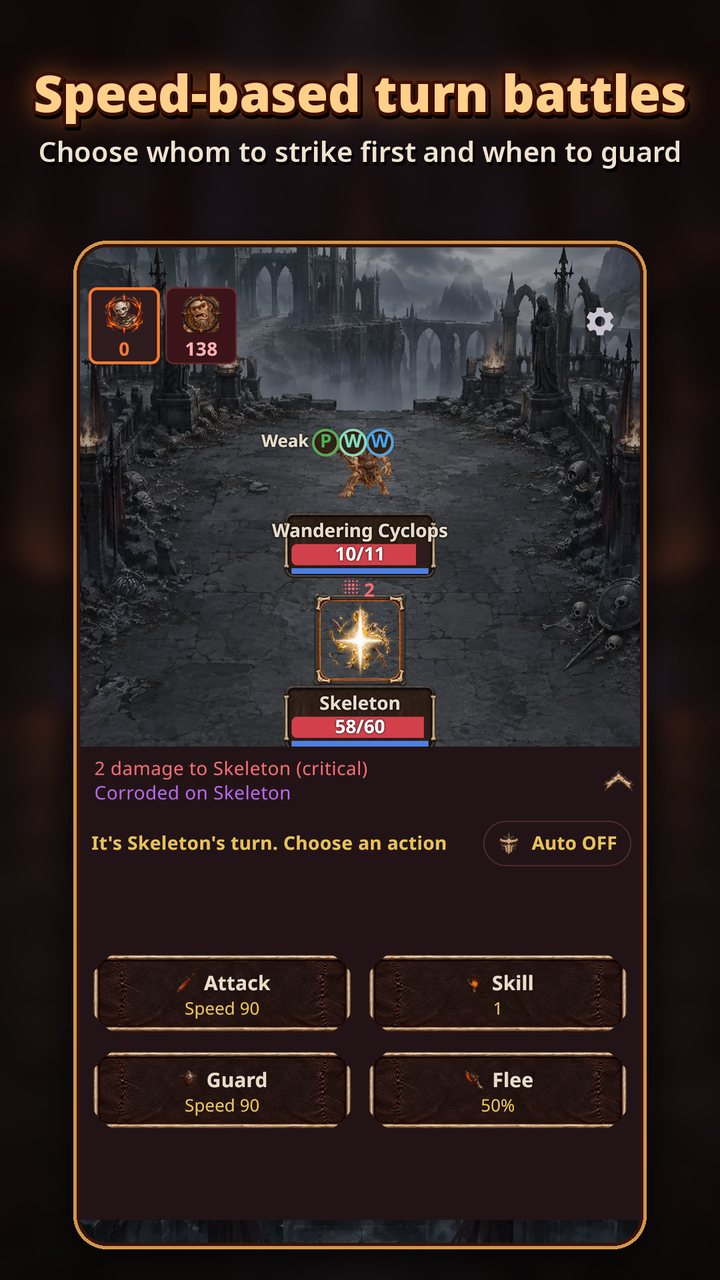 Speed-based turn battles
Choose whom to strike first and when to guard
0
138
Weak P W W
Wandering Cyclops
10/11
2
Skeleton
58/60
2 damage to Skeleton (critical)
Corroded on Skeleton
It's Skeleton's turn. Choose an action
Auto OFF
Attack
Speed 90
Skill
1
Guard
Speed 90
Flee
50%